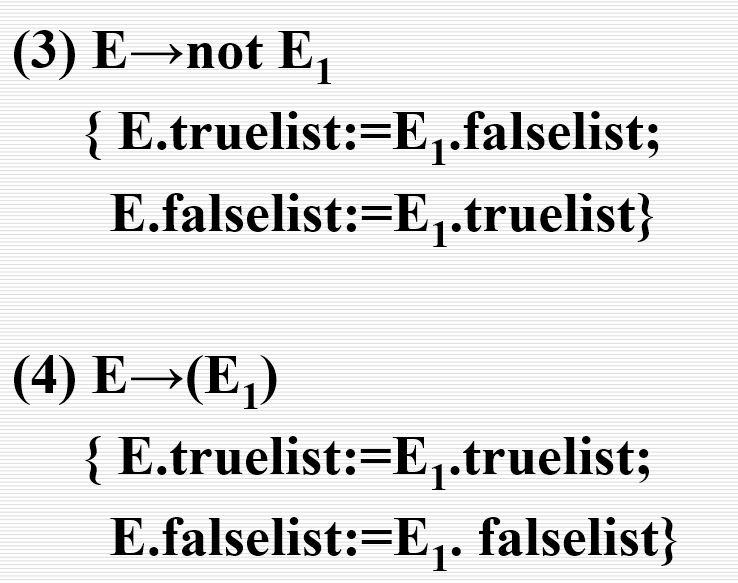 (3) E→not E₁
{ E.truelist:=E₁.falselist;
E.falselist:=E₁.truelist}
(4) E→(E₁)
{ E.truelist:=E₁.truelist;
E.falselist:=E₁. falselist}